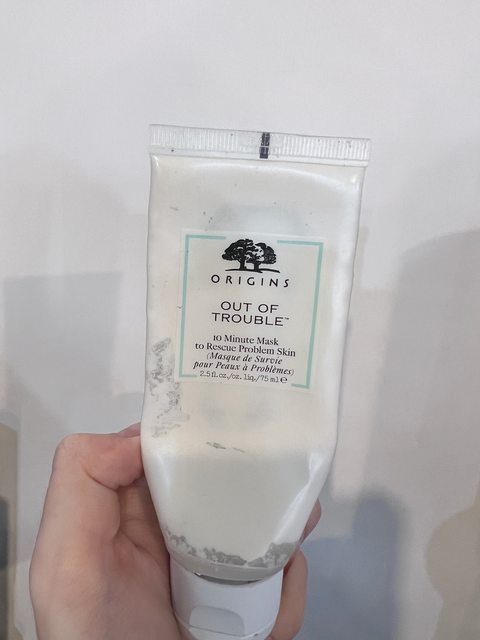 ORIGINS
OUT OF
TROUBLE™
10 Minute Mask
to Rescue Problem Skin
(Masque de Survie
pour Peaux à Problèmes)
2.5 fl.oz./oz. liq./75 ml ℮